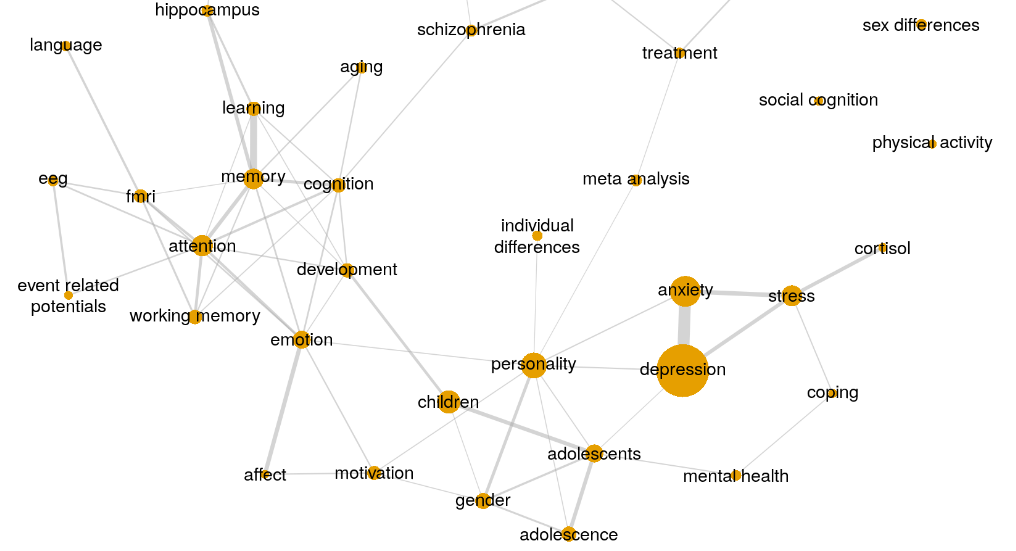 hippocampus
schizophrenia
sex differences
language
treatment
aging
social cognition
learning
physical activity
eeg
fmri
memory
cognition
meta analysis
individual
differences
attention
cortisol
development
event related
potentials
anxiety
stress
working memory
emotion
personality
depression
children
coping
adolescents
affect
motivation
mental health
gender
adolescence